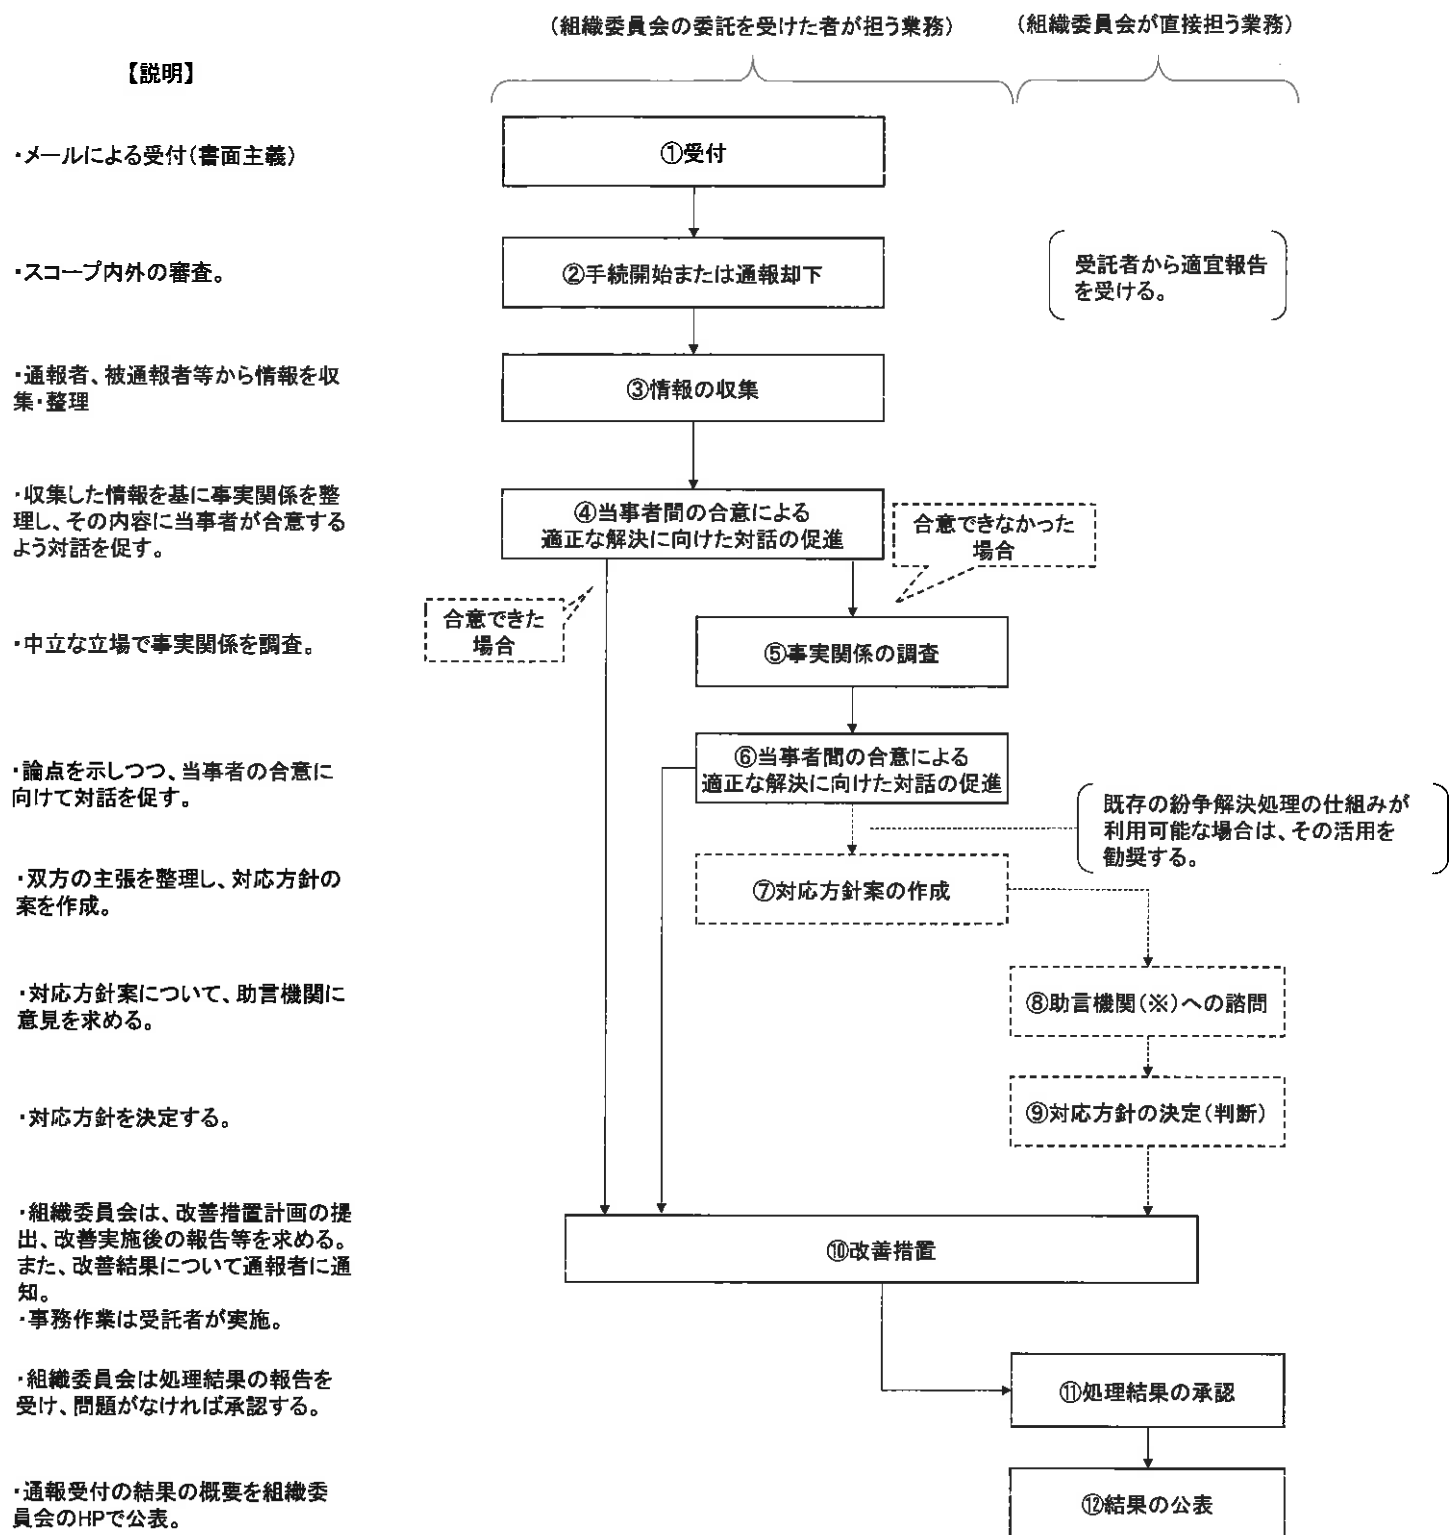 (組織委員会の委託を受けた者が担う業務)
(組織委員会が直接担う業務)
【説明】
・メールによる受付(書面主義)
①受付
・スコープ内外の審査。
②手続開始または通報却下
受託者から適宜報告
を受ける。
・通報者、被通報者等から情報を収
集・整理
③情報の収集
・収集した情報を基に事実関係を整
理し、その内容に当事者が合意する
よう対話を促す。
④当事者間の合意による
適正な解決に向けた対話の促進
合意できなかった
場合
合意できた
場合
・中立な立場で事実関係を調査。
⑤事実関係の調査
・論点を示しつつ、当事者の合意に
向けて対話を促す。
⑥当事者間の合意による
適正な解決に向けた対話の促進
既存の紛争解決処理の仕組みが
利用可能な場合は、その活用を
勧奨する。
・双方の主張を整理し、対応方針の
案を作成。
⑦対応方針案の作成
・対応方針案について、助言機関に
意見を求める。
⑧助言機関(※)への諮問
・対応方針を決定する。
⑨対応方針の決定(判断)
・組織委員会は、改善措置計画の提
出、改善実施後の報告等を求める。
また、改善結果について通報者に通
知。
・事務作業は受託者が実施。
⑩改善措置
・組織委員会は処理結果の報告を
受け、問題がなければ承認する。
⑪処理結果の承認
・通報受付の結果の概要を組織委
員会のHPで公表。
⑫結果の公表